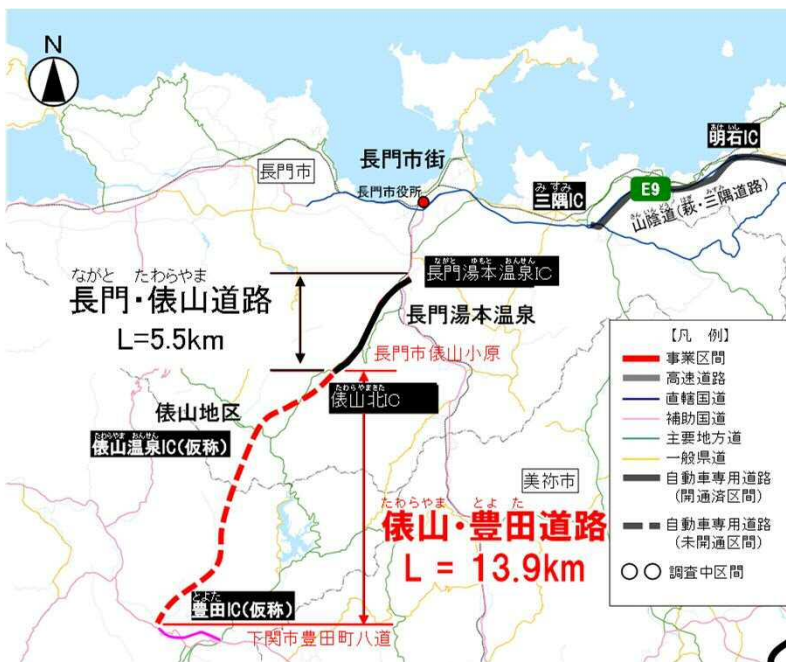 N
長門市
長門市街
長門市役所
みすみ
三隅IC
あけいし
明石IC
E9
さんいんどう はぎ みすみ
山陰道(萩・三隅道路)
ながと ゆもと おんせん
長門湯本温泉IC
長門湯本温泉
ながと たわらやま
長門・俵山道路
L=5.5km
長門市俵山小原
たわらやまきた
俵山北IC
俵山地区
たわらやま おんせん
俵山温泉IC(仮称)
美祢市
たわらやま とよた
俵山・豊田道路
L = 13.9km
とよた
豊田IC(仮称)
下関市豊田町八道
【凡 例】
事業区間
高速道路
直轄国道
補助国道
主要地方道
一般県道
自動車専用道路
(開通済区間)
自動車専用道路
(未開通区間)
調査中区間